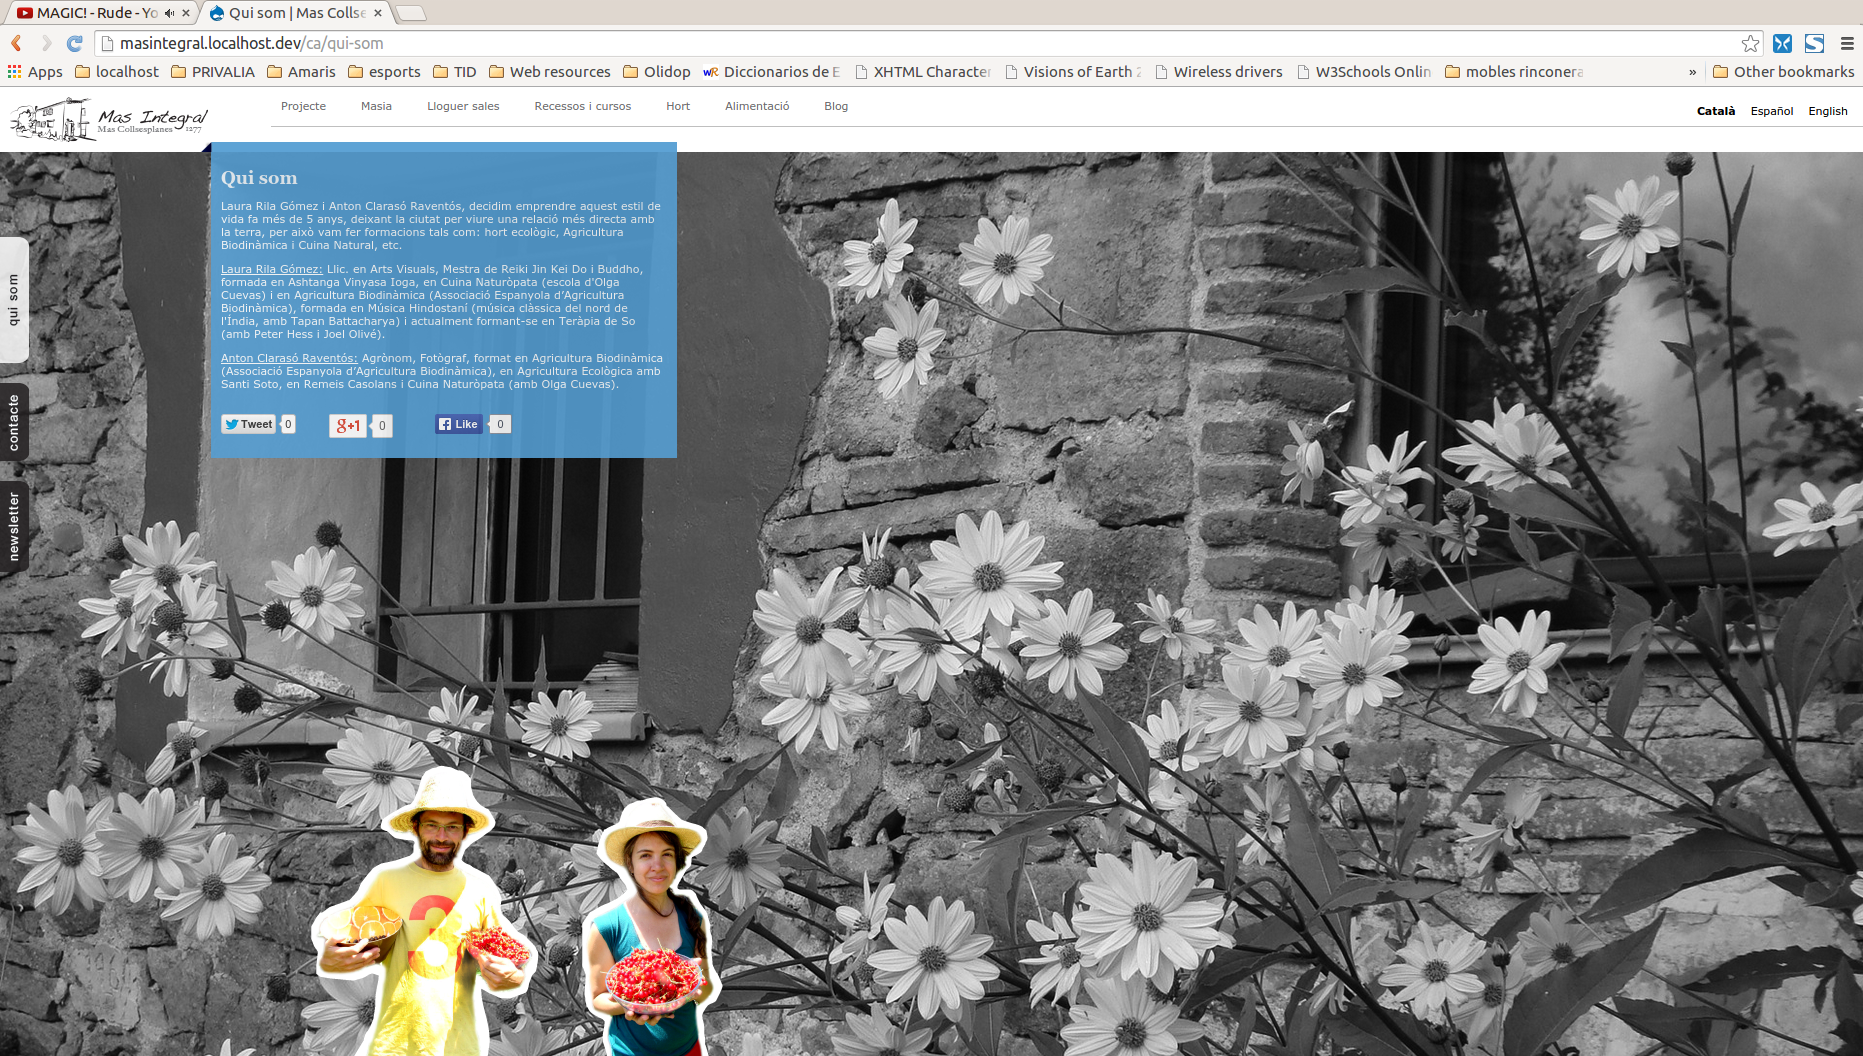 MAGIC! - Rude - Yo
Qui som | Mas Collse
masintegral.localhost.dev/ca/qui-som
Apps localhost PRIVALIA Amaris esports TID Web resources Olidop WR Diccionarios de E XHTML Character Visions of Earth 2 Wireless drivers W3Schools Onlin mobles rinconera » Other bookmarks
Mas Integral
Mas Collsesplanes 1277
Projecte Masia Lloguer sales Recessos i cursos Hort Alimentació Blog
Català Español English
Qui som
Laura Rila Gómez i Anton Clarasó Raventós, decidim emprendre aquest estil de
vida fa més de 5 anys, deixant la ciutat per viure una relació més directa amb
la terra, per això vam fer formacions tals com: hort ecològic, Agricultura
Biodinàmica i Cuina Natural, etc.
Laura Rila Gómez: Llic. en Arts Visuals, Mestra de Reiki Jin Kei Do i Buddho,
formada en Ashtanga Vinyasa Ioga, en Cuina Naturòpata (escola d'Olga
Cuevas) i en Agricultura Biodinàmica (Associació Espanyola d’Agricultura
Biodinàmica), formada en Música Hindostaní (música clàssica del nord de
l'Índia, amb Tapan Battacharya) i actualment formant-se en Teràpia de So
(amb Peter Hess i Joel Olivé).
Anton Clarasó Raventós: Agrònom, Fotògraf, format en Agricultura Biodinàmica
(Associació Espanyola d’Agricultura Biodinàmica), en Agricultura Ecològica amb
Santi Soto, en Remeis Casolans i Cuina Naturòpata (amb Olga Cuevas).
Tweet 0 g+1 0 Like 0
qui som
contacte
newsletter
3